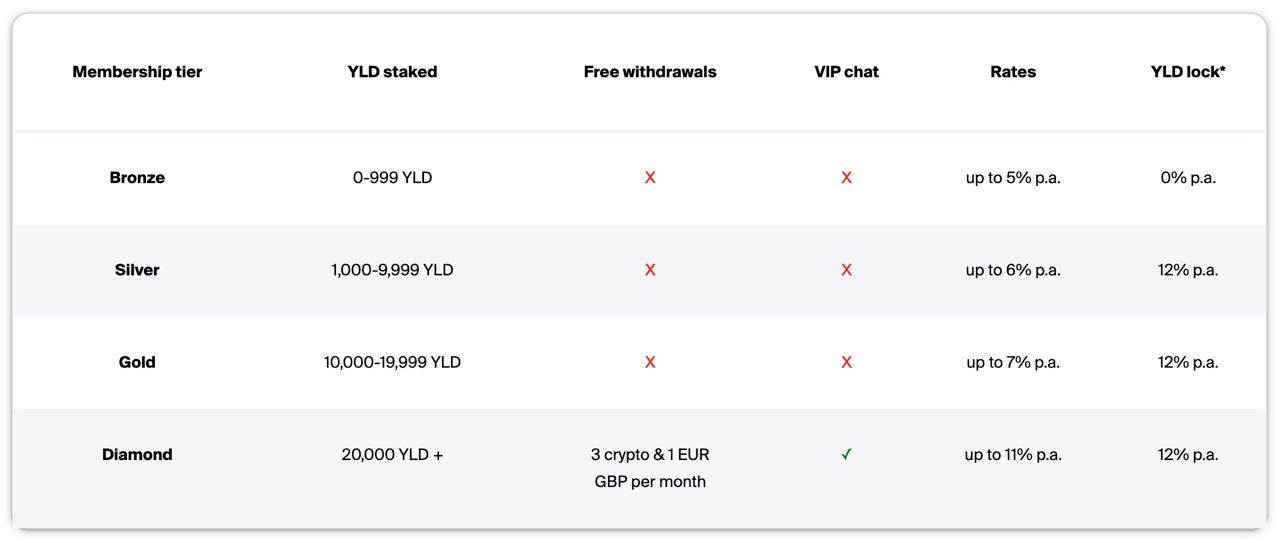 Membership tier YLD staked Free withdrawals VIP chat Rates YLD lock*
Bronze 0-999 YLD X X up to 5% p.a. 0% p.a.
Silver 1,000-9,999 YLD X X up to 6% p.a. 12% p.a.
Gold 10,000-19,999 YLD X X up to 7% p.a. 12% p.a.
Diamond 20,000 YLD + 3 crypto & 1 EUR ✓ up to 11% p.a. 12% p.a.
GBP per month